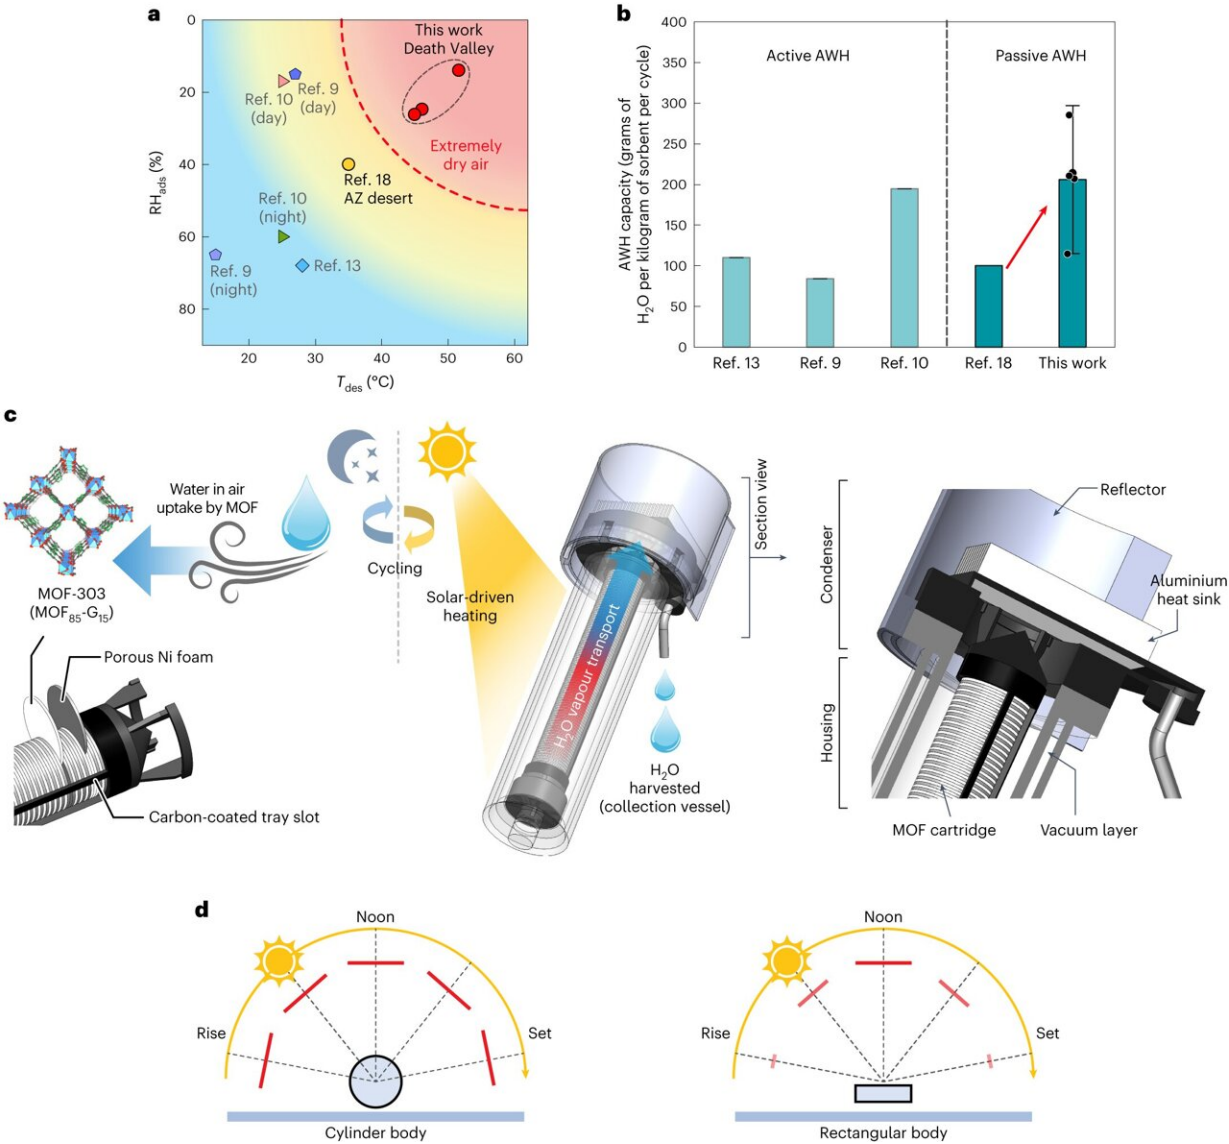 a
0
20
40
60
80
RHads (%)
20
30
40
50
60
Tdes (°C)
This work
Death Valley
Ref. 9
(day)
Ref. 10
(day)
Extremely
dry air
Ref. 18
AZ desert
Ref. 10
(night)
Ref. 13
Ref. 9
(night)
b
AWH capacity (grams of
H2O per kilogram of sorbent per cycle)
400
350
300
250
200
150
100
50
0
Active AWH
Passive AWH
Ref. 13
Ref. 9
Ref. 10
Ref. 18
This work
c
Water in air
uptake by MOF
MOF-303
(MOF85-G15)
Porous Ni foam
Carbon-coated tray slot
Cycling
Solar-driven
heating
H2O vapour transport
H2O
harvested
(collection vessel)
Section view
Condenser
Housing
Reflector
Aluminium
heat sink
MOF cartridge
Vacuum layer
d
Noon
Rise
Set
Cylinder body
Noon
Rise
Set
Rectangular body